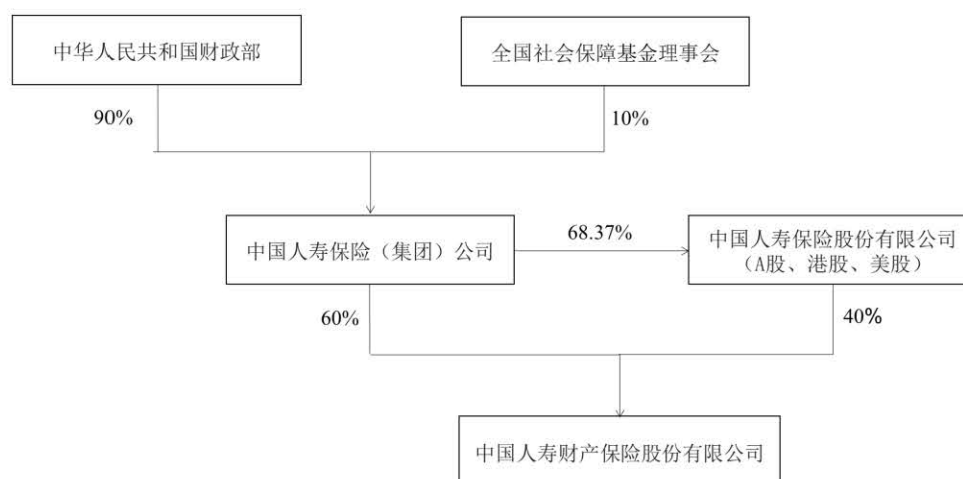 中华人民共和国财政部
全国社会保障基金理事会
90%
10%
中国人寿保险（集团）公司
68.37%
中国人寿保险股份有限公司
（A股、港股、美股）
60%
40%
中国人寿财产保险股份有限公司